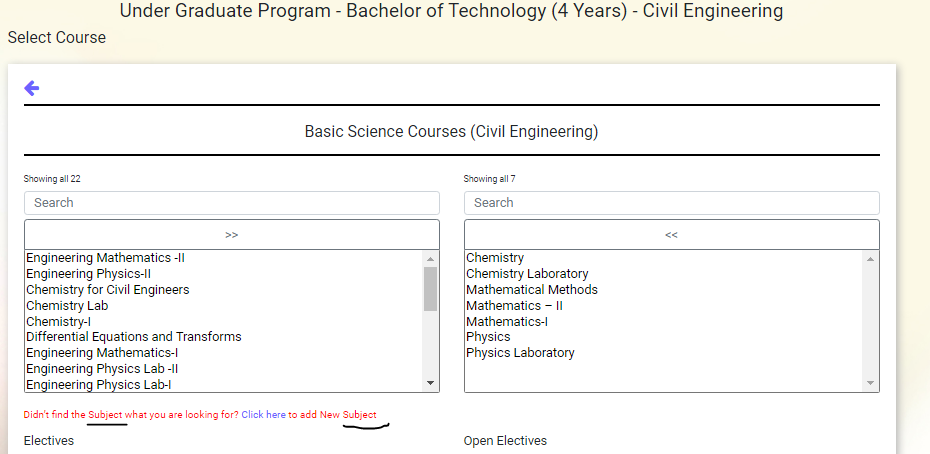 Under Graduate Program - Bachelor of Technology (4 Years) - Civil Engineering
Select Course
Basic Science Courses (Civil Engineering)
Showing all 22
Search
>>
Engineering Mathematics -II
Engineering Physics-II
Chemistry for Civil Engineers
Chemistry Lab
Chemistry-I
Differential Equations and Transforms
Engineering Mathematics-I
Engineering Physics Lab -II
Engineering Physics Lab-I
Showing all 7
Search
<<
Chemistry
Chemistry Laboratory
Mathematical Methods
Mathematics – II
Mathematics-I
Physics
Physics Laboratory
Didn't find the Subject what you are looking for? Click here to add New Subject
Electives
Open Electives